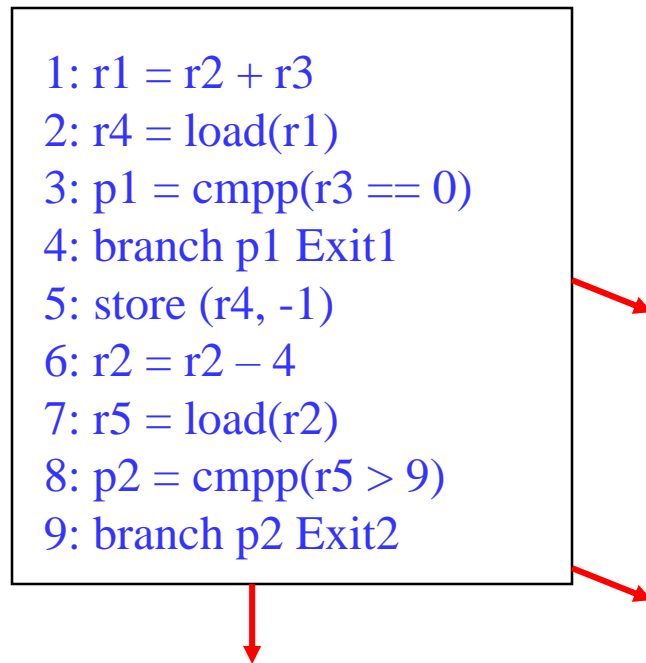 1: r1 = r2 + r3
2: r4 = load(r1)
3: p1 = cmpp(r3 == 0)
4: branch p1 Exit1
5: store (r4, -1)
6: r2 = r2 – 4
7: r5 = load(r2)
8: p2 = cmpp(r5 > 9)
9: branch p2 Exit2